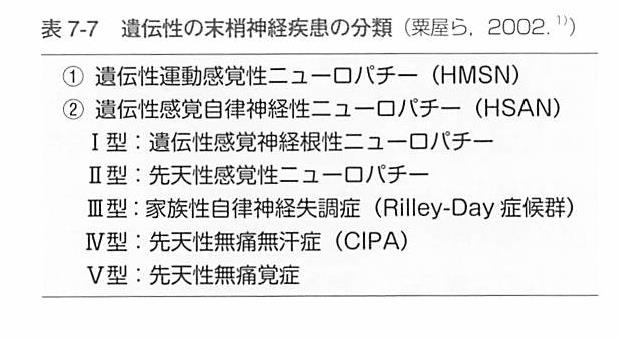 表 7-7 遺伝性の末梢神経疾患の分類（粟屋ら，2002.1)）
① 遺伝性運動感覚性ニューロパチー（HMSN）
② 遺伝性感覚自律神経性ニューロパチー（HSAN）
Ⅰ型：遺伝性感覚神経根性ニューロパチー
Ⅱ型：先天性感覚性ニューロパチー
Ⅲ型：家族性自律神経失調症（Rilley-Day 症候群）
Ⅳ型：先天性無痛無汗症（CIPA）
Ⅴ型：先天性無痛覚症